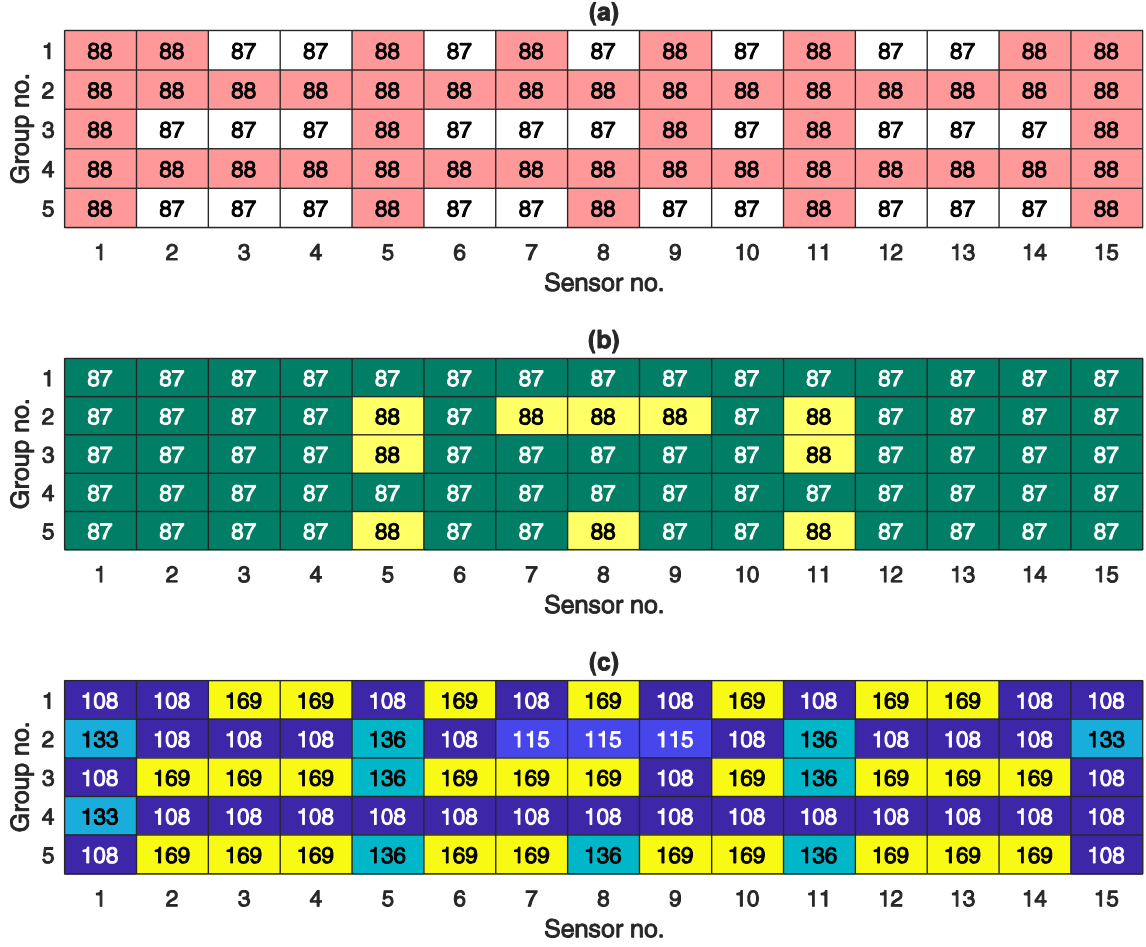 (a)
1 88 88 87 87 88 87 88 87 88 87 88 87 87 88 88
2 88 88 88 88 88 88 88 88 88 88 88 88 88 88 88
3 88 87 87 87 88 87 87 87 88 87 88 87 87 87 88
4 88 88 88 88 88 88 88 88 88 88 88 88 88 88 88
5 88 87 87 87 88 87 87 88 87 87 88 87 87 87 88
Group no.
1 2 3 4 5 6 7 8 9 10 11 12 13 14 15
Sensor no.
(b)
1 87 87 87 87 87 87 87 87 87 87 87 87 87 87 87
2 87 87 87 87 88 87 88 88 88 87 88 87 87 87 87
3 87 87 87 87 88 87 87 87 87 87 88 87 87 87 87
4 87 87 87 87 87 87 87 87 87 87 87 87 87 87 87
5 87 87 87 87 88 87 87 88 87 87 88 87 87 87 87
Group no.
1 2 3 4 5 6 7 8 9 10 11 12 13 14 15
Sensor no.
(c)
1 108 108 169 169 108 169 108 169 108 169 108 169 169 108 108
2 133 108 108 108 136 108 115 115 115 108 136 108 108 108 133
3 108 169 169 169 136 169 169 169 108 169 136 169 169 169 108
4 133 108 108 108 108 108 108 108 108 108 108 108 108 108 108
5 108 169 169 169 136 169 169 136 169 169 136 169 169 169 108
Group no.
1 2 3 4 5 6 7 8 9 10 11 12 13 14 15
Sensor no.